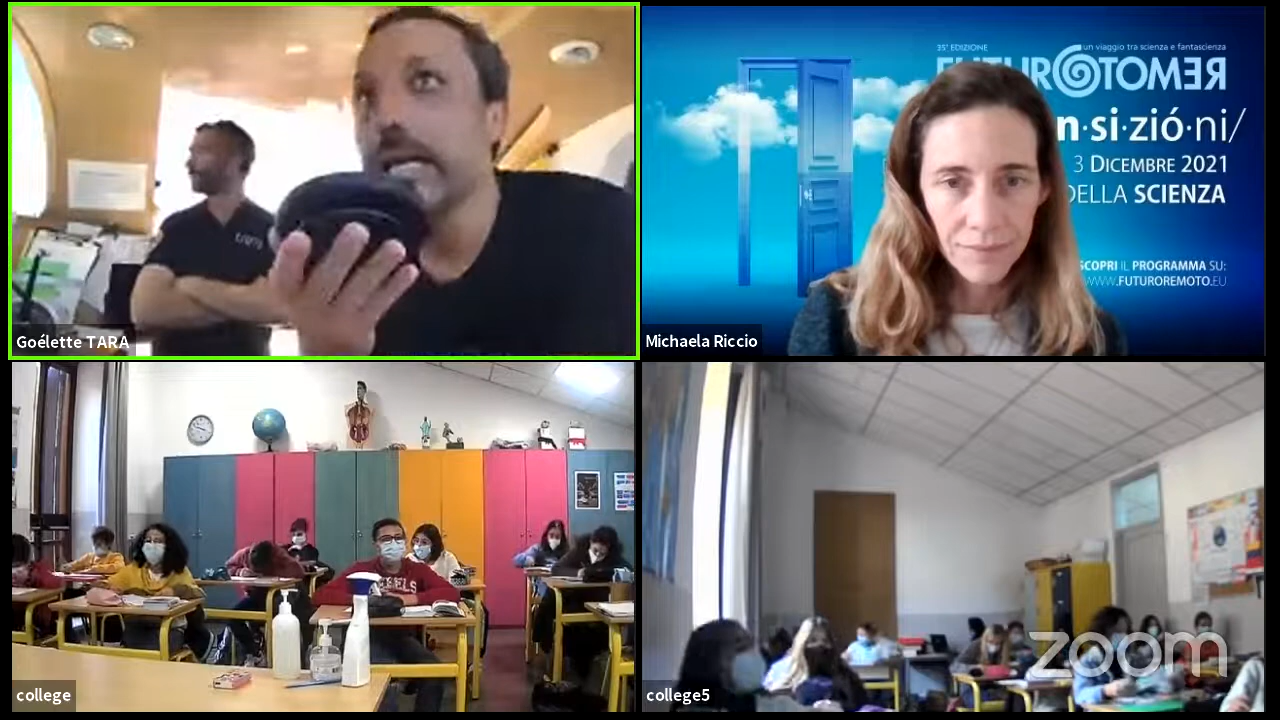 35ª EDIZIONE
un viaggio tra scienza e fantascienza
n·si·zió·ni/
3 DICEMBRE 2021
DELLA SCIENZA
SCOPRI IL PROGRAMMA SU:
WWW.FUTUROREMOTO.EU
Goélette TARA
Michaela Riccio
college
college5
zoom